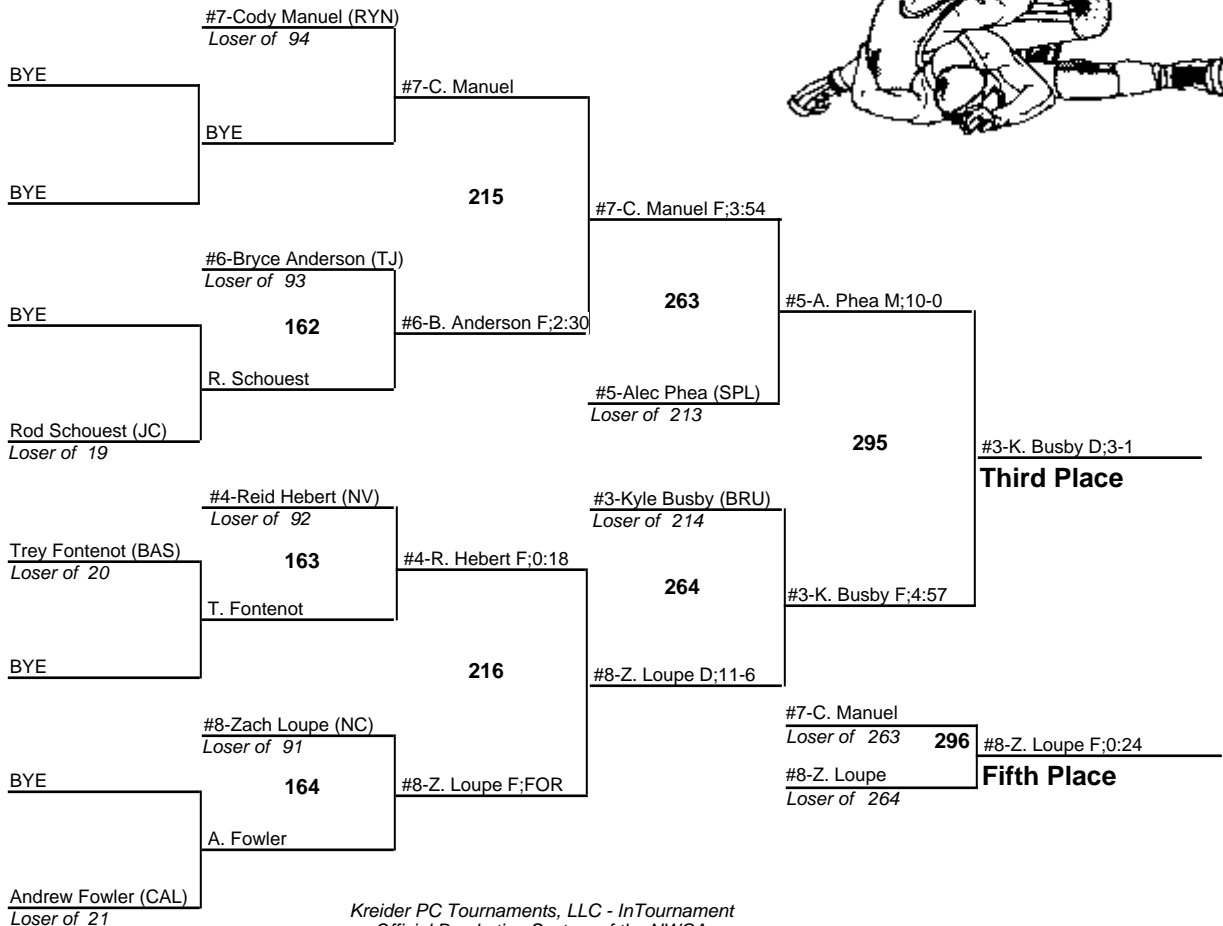 #7-Cody Manuel (RYN)
Loser of 94
BYE
#7-C. Manuel
BYE
BYE
215
#7-C. Manuel F;3:54
#6-Bryce Anderson (TJ)
Loser of 93
263
#5-A. Phea M;10-0
BYE
162
#6-B. Anderson F;2:30
R. Schouest
#5-Alec Phea (SPL)
Loser of 213
Rod Schouest (JC)
Loser of 19
295
#3-K. Busby D;3-1
Third Place
#4-Reid Hebert (NV)
Loser of 92
#3-Kyle Busby (BRU)
Loser of 214
Trey Fontenot (BAS)
Loser of 20
163
#4-R. Hebert F;0:18
264
#3-K. Busby F;4:57
T. Fontenot
BYE
216
#8-Z. Loupe D;11-6
#8-Zach Loupe (NC)
Loser of 91
#7-C. Manuel
Loser of 263
296
#8-Z. Loupe F;0:24
Fifth Place
BYE
164
#8-Z. Loupe F;FOR
#8-Z. Loupe
Loser of 264
A. Fowler
Andrew Fowler (CAL)
Loser of 21
Kreider PC Tournaments, LLC - InTournament